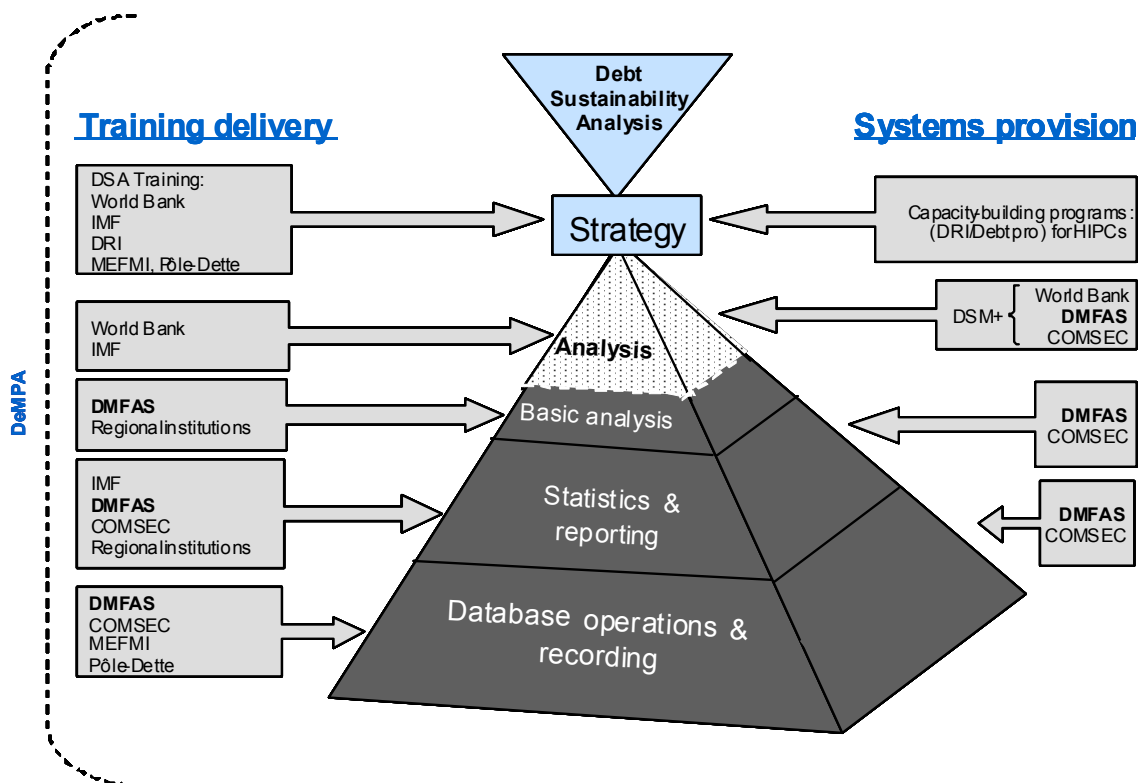 Debt
Sustainability
Analysis
Training delivery
Systems provision
DSA Training:
World Bank
IMF
DRI
MEFMI, Pôle-Dette
Strategy
Capacity-building programs:
(DRI/Debtpro) for HIPCs
World Bank
IMF
Analysis
DSM+
World Bank
DMFAS
COMSEC
DeMPA
DMFAS
Regional institutions
Basic analysis
DMFAS
COMSEC
IMF
DMFAS
COMSEC
Regional institutions
Statistics &
reporting
DMFAS
COMSEC
DMFAS
COMSEC
MEFMI
Pôle-Dette
Database operations &
recording